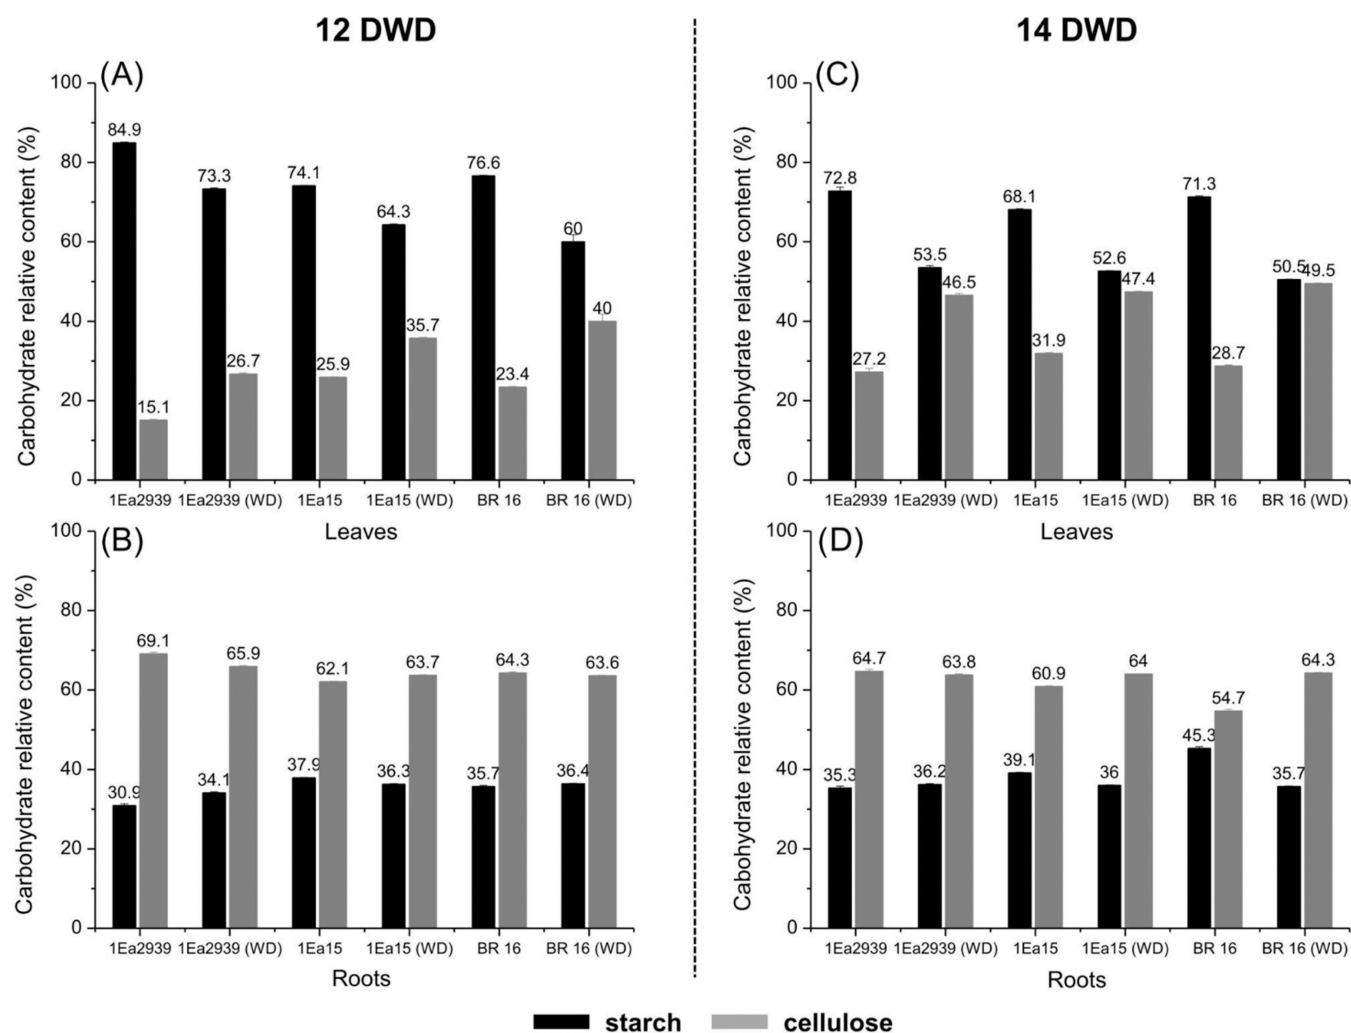 12 DWD
14 DWD
(A)
Carbohydrate relative content (%)
100
80
60
40
20
0
84.9
15.1
73.3
26.7
74.1
25.9
64.3
35.7
76.6
23.4
60
40
1Ea2939
1Ea2939 (WD)
1Ea15
1Ea15 (WD)
BR 16
BR 16 (WD)
Leaves
(C)
Carbohydrate relative content (%)
100
80
60
40
20
0
72.8
27.2
53.5
46.5
68.1
31.9
52.6
47.4
71.3
28.7
50.5
49.5
1Ea2939
1Ea2939 (WD)
1Ea15
1Ea15 (WD)
BR 16
BR 16 (WD)
Leaves
(B)
Carbohydrate relative content (%)
100
80
60
40
20
0
30.9
69.1
34.1
65.9
37.9
62.1
36.3
63.7
35.7
64.3
36.4
63.6
1Ea2939
1Ea2939 (WD)
1Ea15
1Ea15 (WD)
BR 16
BR 16 (WD)
Roots
(D)
Cabohydrate relative content (%)
100
80
60
40
20
0
35.3
64.7
36.2
63.8
39.1
60.9
36
64
45.3
54.7
35.7
64.3
1Ea2939
1Ea2939 (WD)
1Ea15
1Ea15 (WD)
BR 16
BR 16 (WD)
Roots
starch
cellulose